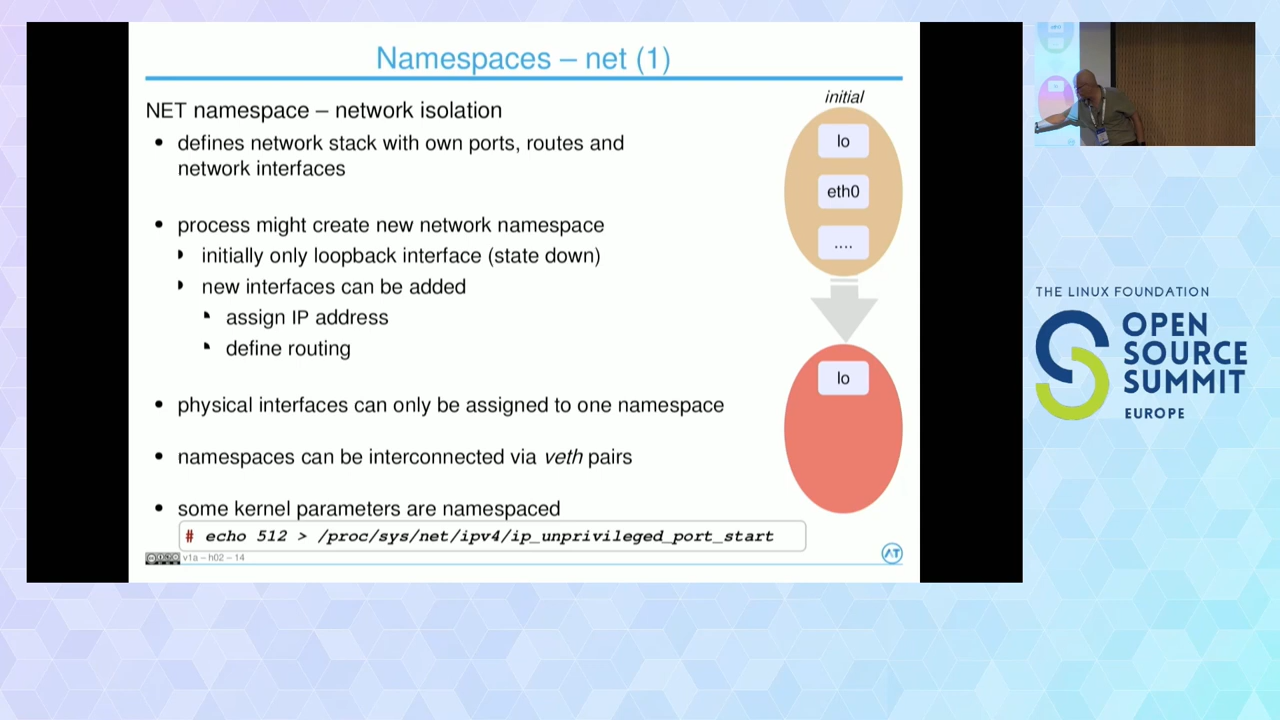 Namespaces – net (1)
NET namespace – network isolation
• defines network stack with own ports, routes and
network interfaces
• process might create new network namespace
initially only loopback interface (state down)
new interfaces can be added
assign IP address
define routing
• physical interfaces can only be assigned to one namespace
• namespaces can be interconnected via veth pairs
• some kernel parameters are namespaced
# echo 512 > /proc/sys/net/ipv4/ip_unprivileged_port_start
v1a – h02 – 14
AT
initial
lo
eth0
....
lo
THE LINUX FOUNDATION
OPEN
SOURCE
SUMMIT
EUROPE